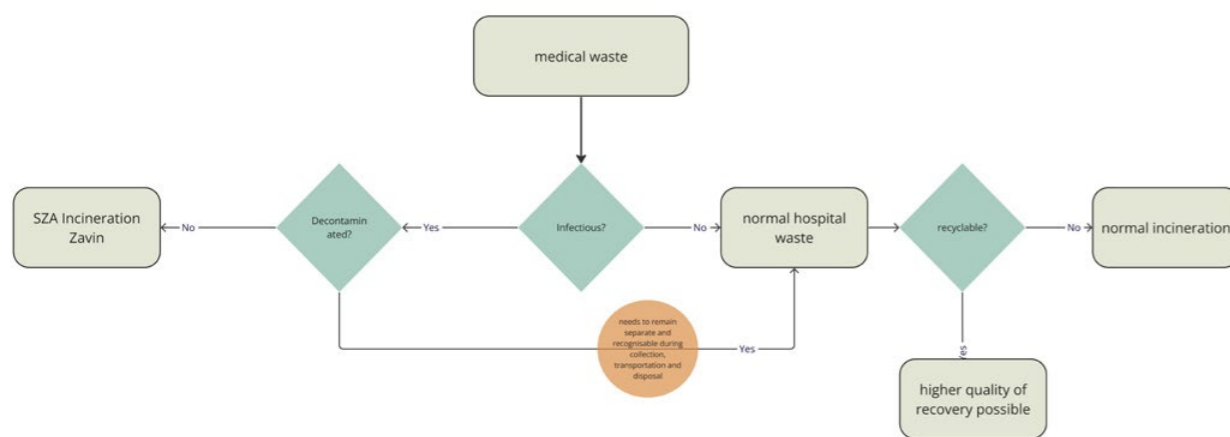 medical waste
SZA Incineration
Zavin
No
Decontamin
ated?
Yes
Infectious?
No
normal hospital
waste
recyclable?
No
normal incineration
needs to remain
separate and
recognisable during
collection,
transportation and
disposal
Yes
Yes
higher quality of
recovery possible